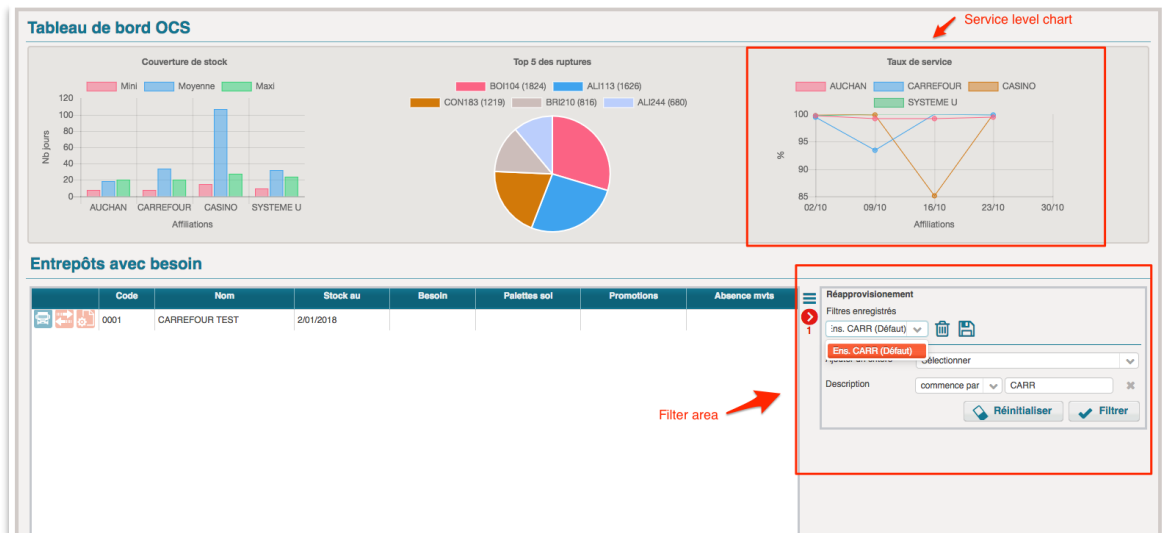 Tableau de bord OCS
Service level chart
Couverture de stock
Mini Moyenne Maxi
120
100
80
60
40
20
0
Nb jours
AUCHAN CARREFOUR CASINO SYSTEME U
Affiliations
Top 5 des ruptures
BOI104 (1824) ALI113 (1626)
CON183 (1219) BRI210 (816) ALI244 (680)
Taux de service
AUCHAN CARREFOUR CASINO
SYSTEME U
100
95
90
85
%
02/10 09/10 16/10 23/10 30/10
Affiliations
Entrepôts avec besoin
Code Nom Stock au Besoin Palettes sol Promotions Absence mvts
0001 CARREFOUR TEST 2/01/2018
1
Réapprovisionement
Filtres enregistrés
Ens. CARR (Défaut)
Ens. CARR (Défaut)
Sélectionner
Description commence par CARR
Réinitialiser Filtrer
Filter area